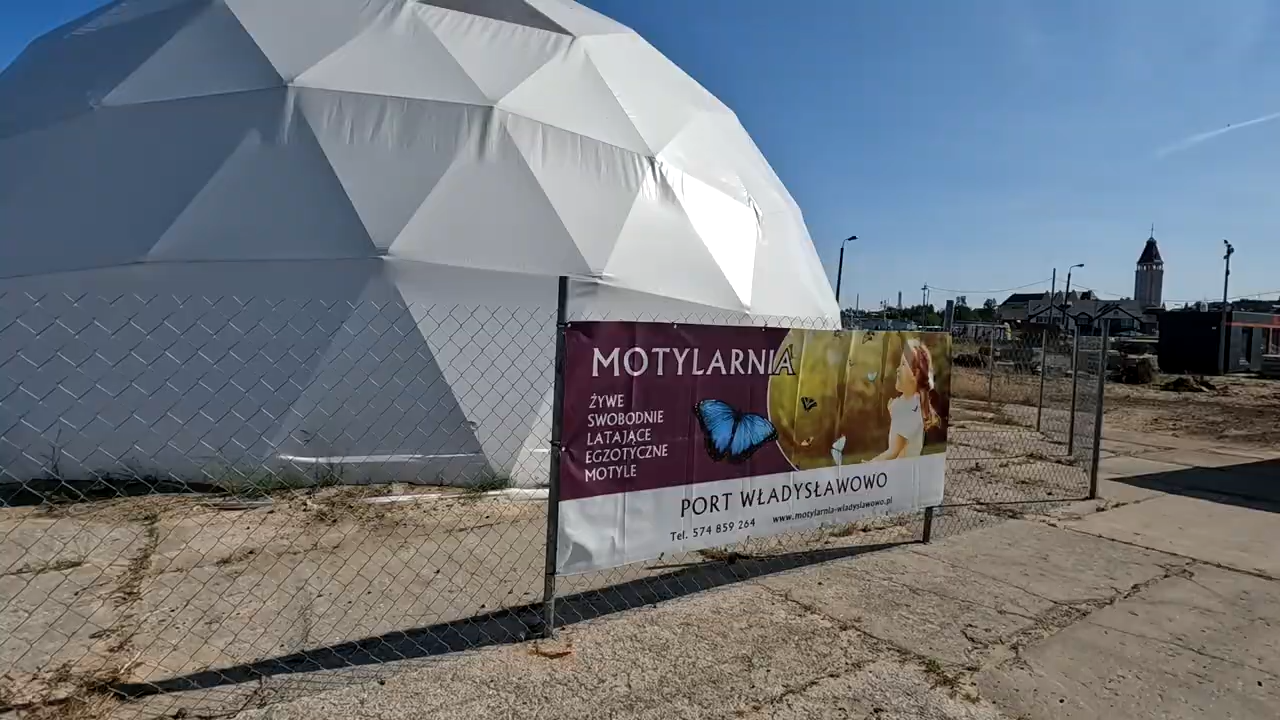 MOTYLARNIA
ŻYWE
SWOBODNIE
LATAJĄCE
EGZOTYCZNE
MOTYLE
PORT WŁADYSŁAWOWO
Tel. 574 859 264 www.motylarnia-wladyslawowo.pl